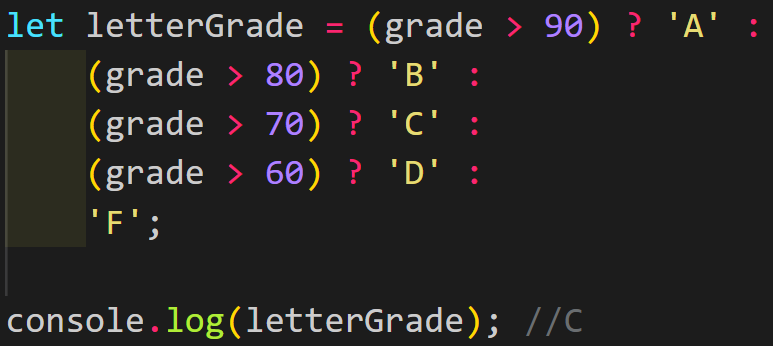 let letterGrade = (grade > 90) ? 'A' :
(grade > 80) ? 'B' :
(grade > 70) ? 'C' :
(grade > 60) ? 'D' :
'F';
console.log(letterGrade); //C